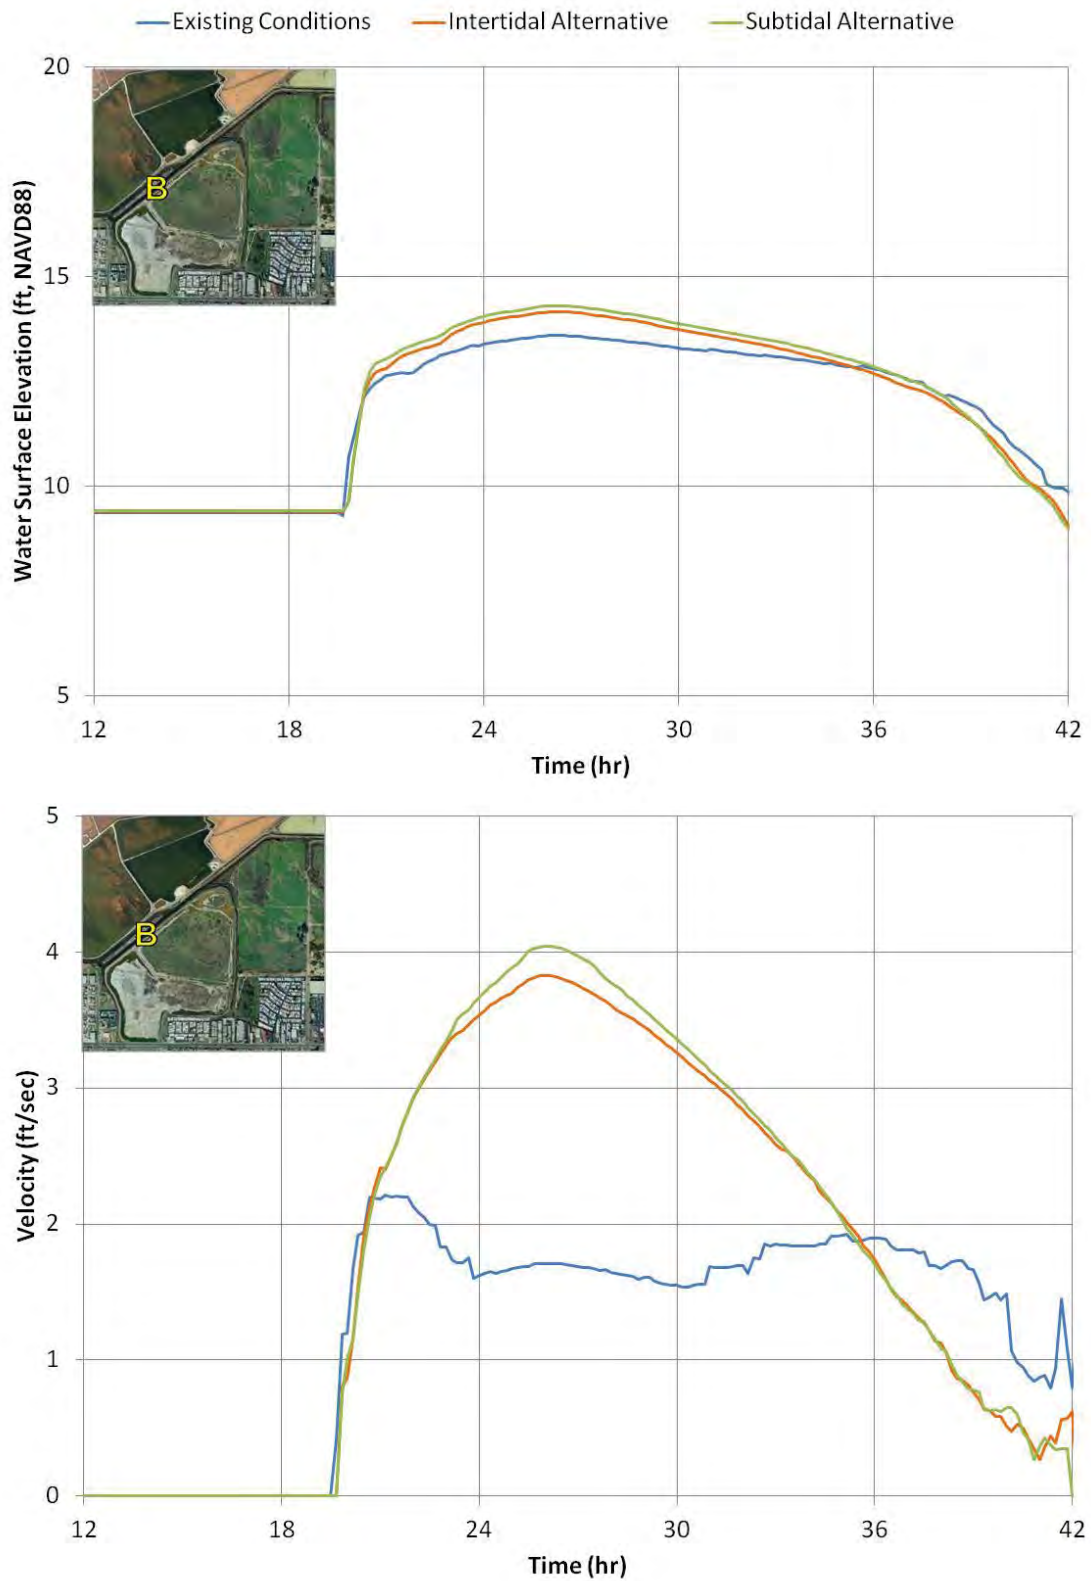 Existing Conditions Intertidal Alternative Subtidal Alternative
20
15
10
5
Water Surface Elevation (ft, NAVD88)
B
12 18 24 30 36 42
Time (hr)
5
4
3
2
1
0
Velocity (ft/sec)
B
12 18 24 30 36 42
Time (hr)